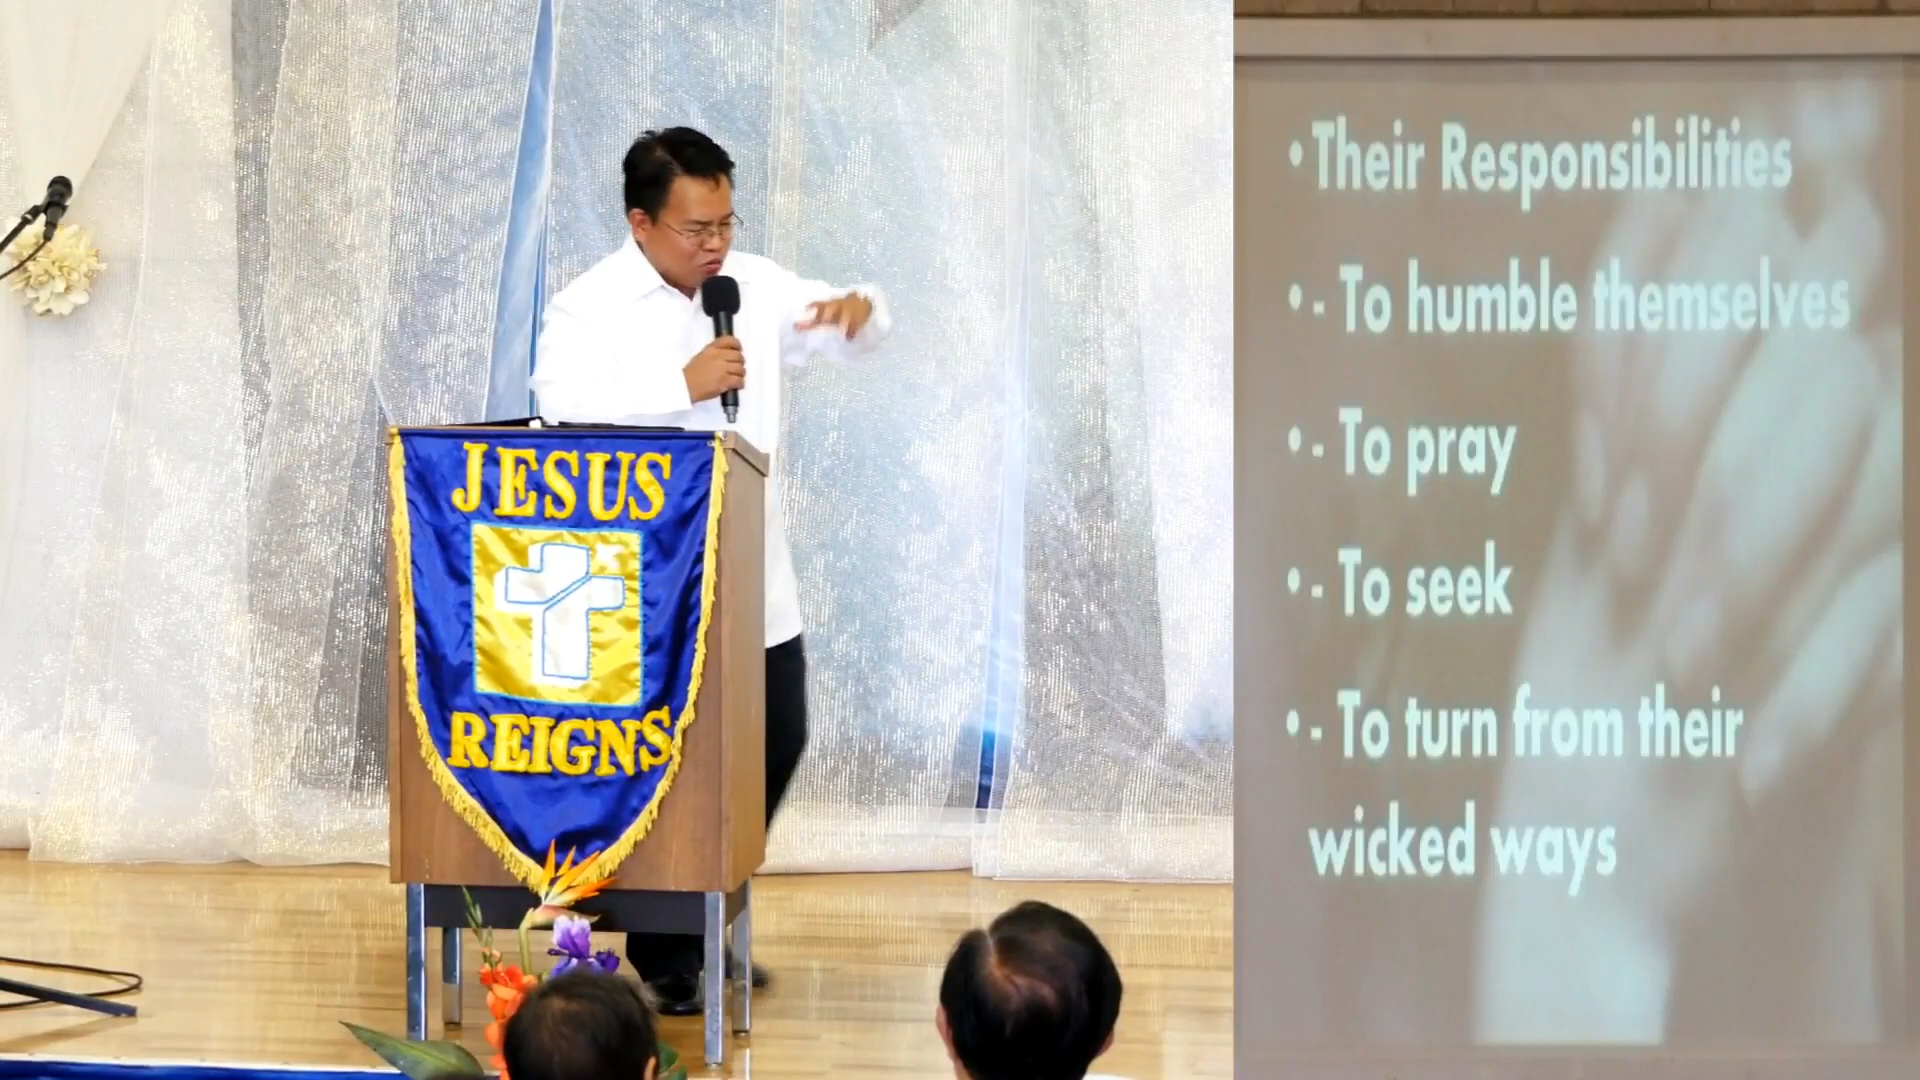 JESUS
REIGNS
• Their Responsibilities
• - To humble themselves
• - To pray
• - To seek
• - To turn from their
wicked ways